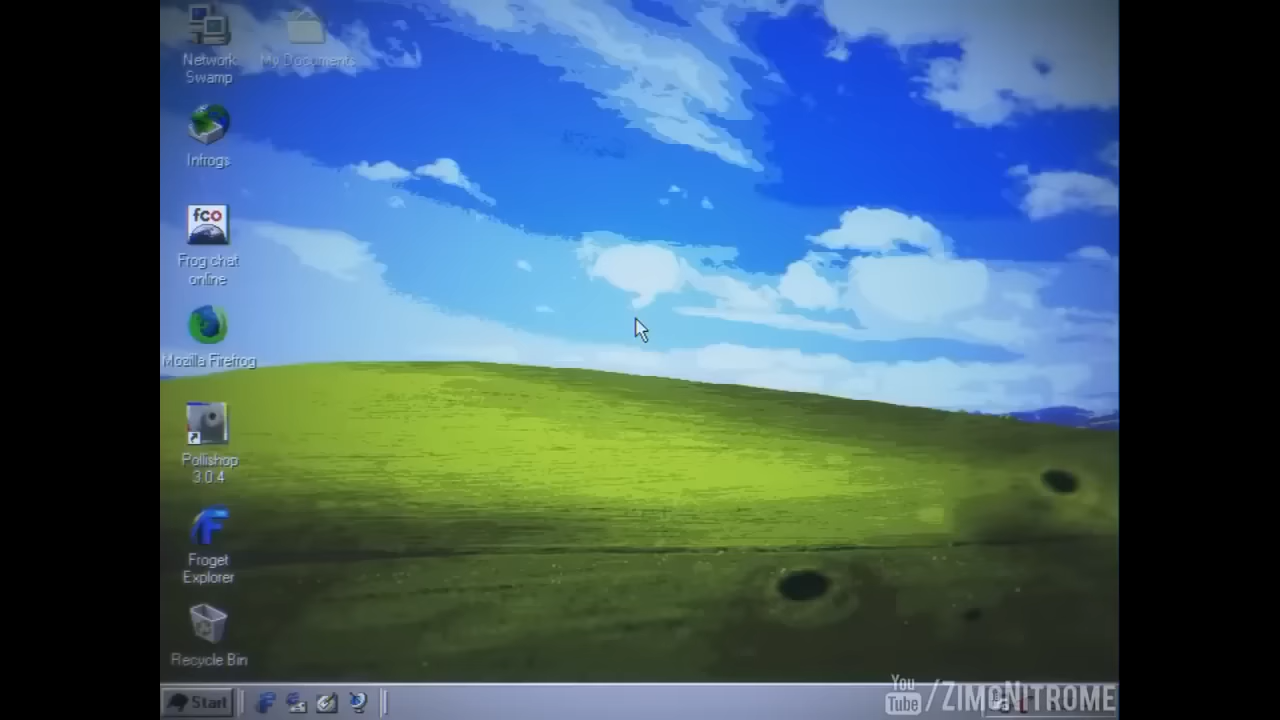 Network
Swamp
My Documents
Infrogs
fco
Frog chat
online
Mozilla Firefrog
Pollishop
3.0.4
Froget
Explorer
Recycle Bin
Start
You
Tube /ZimoNitrome